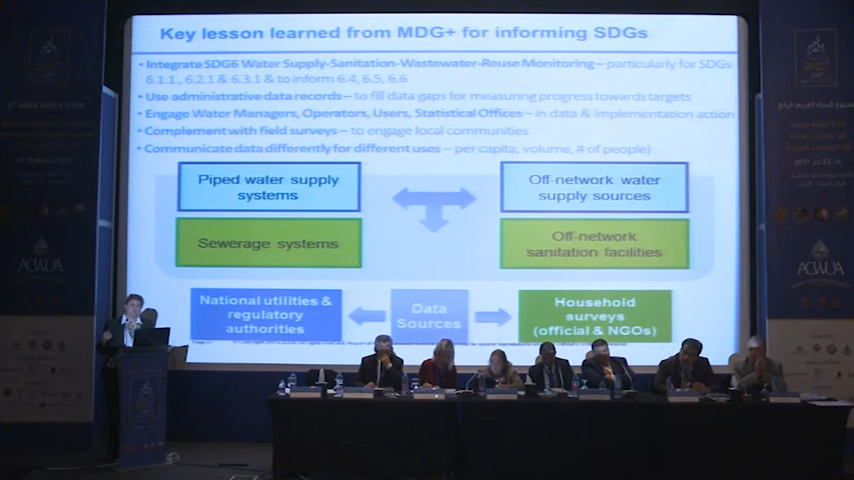 Key lesson learned from MDG+ for informing SDGs
• Integrate SDG6 Water Supply-Sanitation-Wastewater-Reuse Monitoring – particularly for SDGs
6.1.1., 6.2.1 & 6.3.1 & to inform 6.4, 6.5, 6.6
• Use administrative data records – to fill data gaps for measuring progress towards targets
• Engage Water Managers, Operators, Users, Statistical Offices – in data & implementation action
• Complement with field surveys – to engage local communities
• Communicate data differently for different uses – per capita, volume, # of people)
Piped water supply
systems
Off-network water
supply sources
Sewerage systems
Off-network
sanitation facilities
National utilities &
regulatory
authorities
Data
Sources
Household
surveys
(official & NGOs)
ACWUA
ACWUA